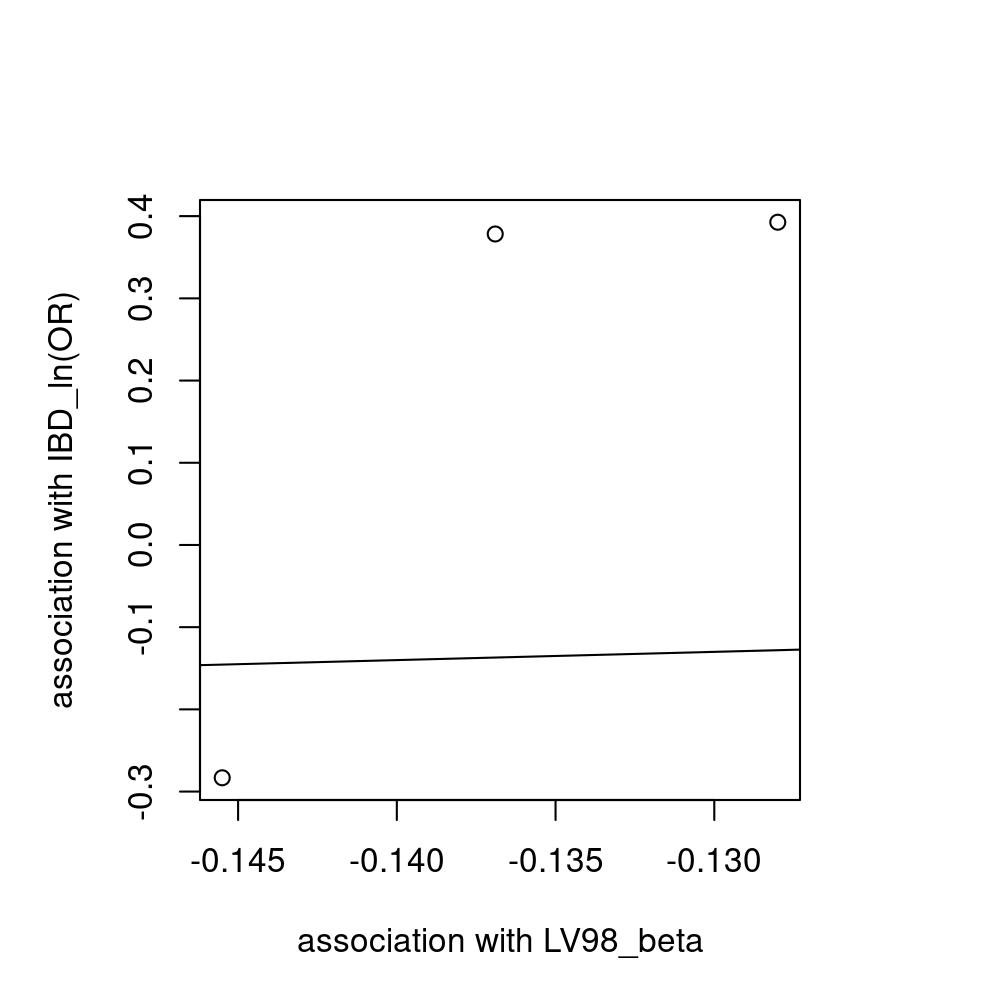 association with IBD_ln(OR)
0.4
0.3
0.2
0.1
0.0
-0.1
-0.3
-0.145 -0.140 -0.135 -0.130
association with LV98_beta